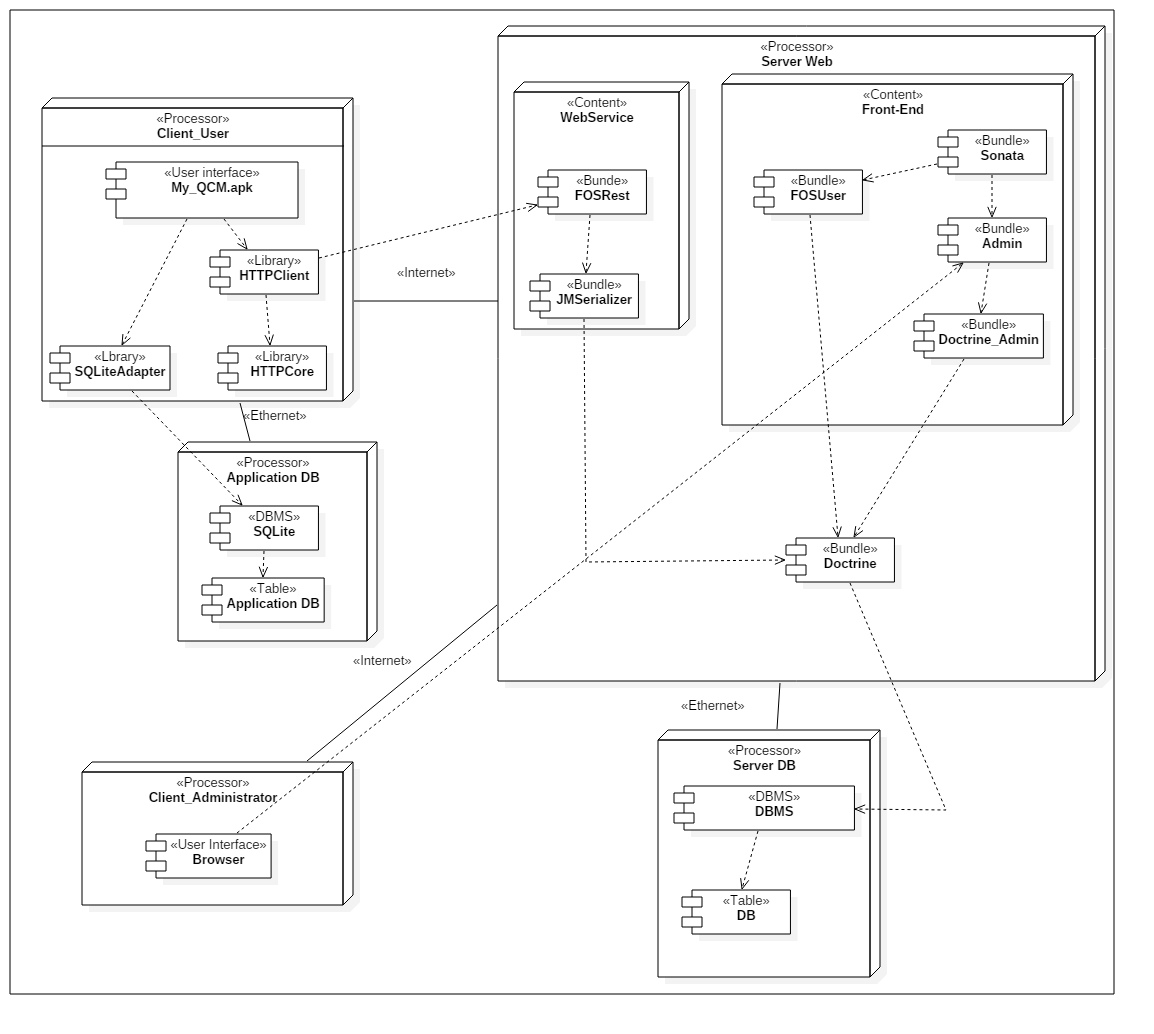 «Processor»
Server Web
«Content»
WebService
«Content»
Front-End
«Processor»
Client_User
«User interface»
My_QCM.apk
«Bunde»
FOSRest
«Bundle»
FOSUser
«Bundle»
Sonata
«Bundle»
Admin
«Library»
HTTPClient
«Internet»
«Bundle»
JMSerializer
«Bundle»
Doctrine_Admin
«Lbrary»
SQLiteAdapter
«Library»
HTTPCore
«Ethernet»
«Processor»
Application DB
«DBMS»
SQLite
«Table»
Application DB
«Bundle»
Doctrine
«Internet»
«Ethernet»
«Processor»
Client_Administrator
«User Interface»
Browser
«Processor»
Server DB
«DBMS»
DBMS
«Table»
DB